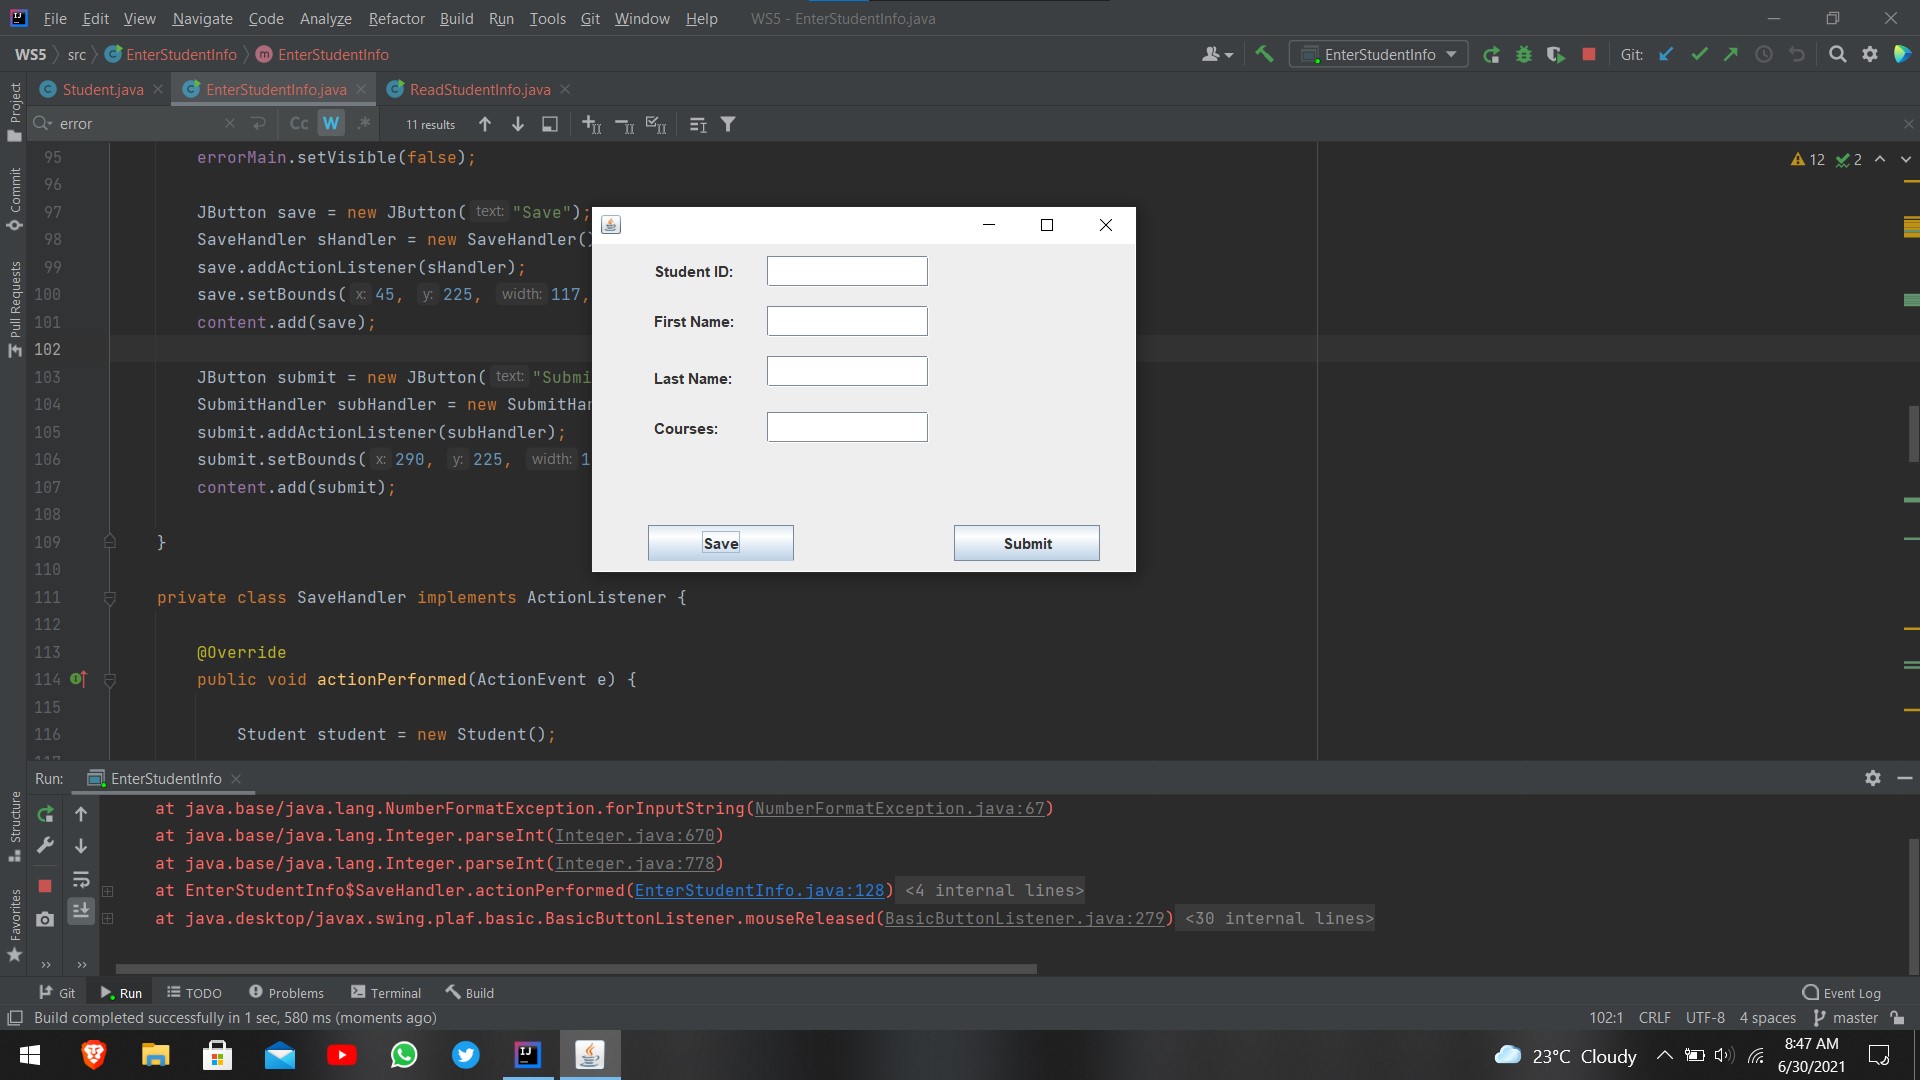 File Edit View Navigate Code Analyze Refactor Build Run Tools Git Window Help WS5 - EnterStudentInfo.java
WS5 src EnterStudentInfo m EnterStudentInfo EnterStudentInfo Git:
Student.java EnterStudentInfo.java ReadStudentInfo.java
error Cc W .* 11 results
Project
Commit
Pull Requests
Structure
Favorites
12 2
95 errorMain.setVisible(false);
96
97 JButton save = new JButton( text: "Save");
98 SaveHandler sHandler = new SaveHandler()
99 save.addActionListener(sHandler);
100 save.setBounds( x: 45, y: 225, width: 117,
101 content.add(save);
102
103 JButton submit = new JButton( text: "Submi
104 SubmitHandler subHandler = new SubmitHan
105 submit.addActionListener(subHandler);
106 submit.setBounds( x: 290, y: 225, width: 1
107 content.add(submit);
108
109 }
110
111 private class SaveHandler implements ActionListener {
112
113 @Override
114 public void actionPerformed(ActionEvent e) {
115
116 Student student = new Student();
Student ID:
First Name:
Last Name:
Courses:
Save Submit
Run: EnterStudentInfo
at java.base/java.lang.NumberFormatException.forInputString(NumberFormatException.java:67)
at java.base/java.lang.Integer.parseInt(Integer.java:670)
at java.base/java.lang.Integer.parseInt(Integer.java:778)
at EnterStudentInfo$SaveHandler.actionPerformed(EnterStudentInfo.java:128) <4 internal lines>
at java.desktop/javax.swing.plaf.basic.BasicButtonListener.mouseReleased(BasicButtonListener.java:279) <30 internal lines>
Git Run TODO Problems Terminal Build Event Log
Build completed successfully in 1 sec, 580 ms (moments ago) 102:1 CRLF UTF-8 4 spaces master
23°C Cloudy
8:47 AM
6/30/2021